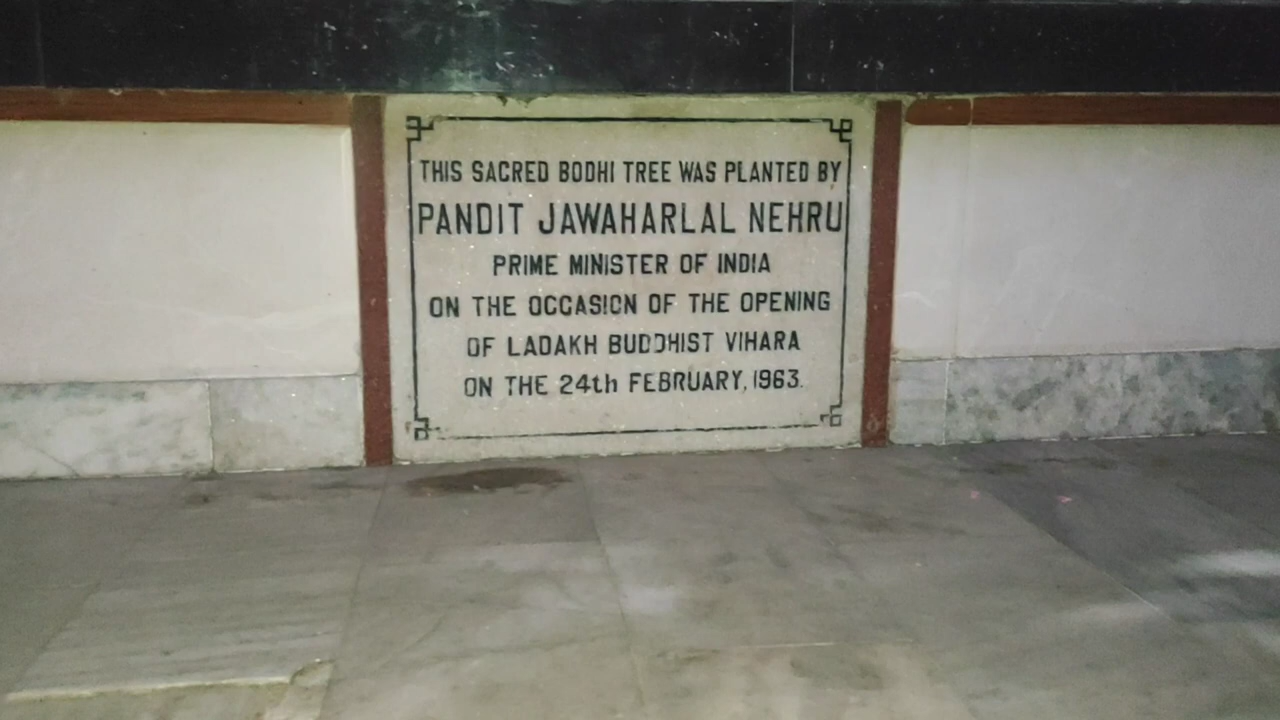 THIS SACRED BODHI TREE WAS PLANTED BY
PANDIT JAWAHARLAL NEHRU
PRIME MINISTER OF INDIA
ON THE OCCASION OF THE OPENING
OF LADAKH BUDDHIST VIHARA
ON THE 24th FEBRUARY, 1963.